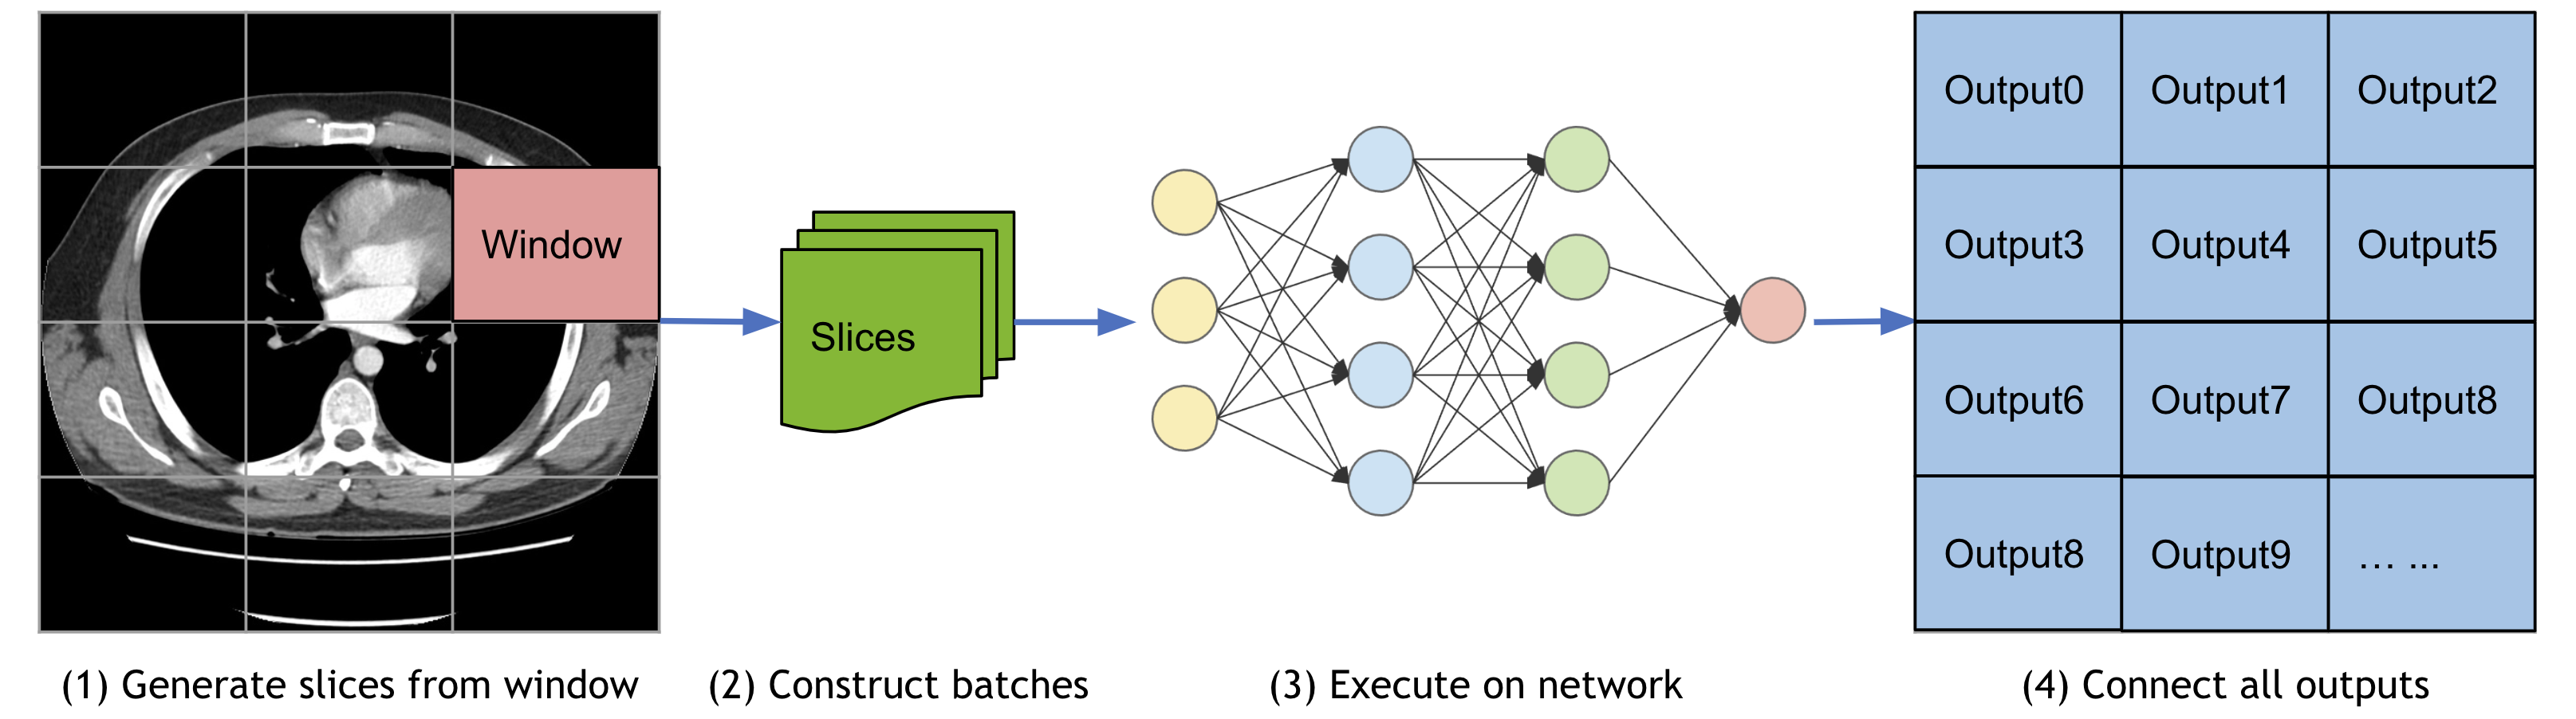 Window
Slices
Output0 Output1 Output2
Output3 Output4 Output5
Output6 Output7 Output8
Output8 Output9 ... ...
(1) Generate slices from window
(2) Construct batches
(3) Execute on network
(4) Connect all outputs